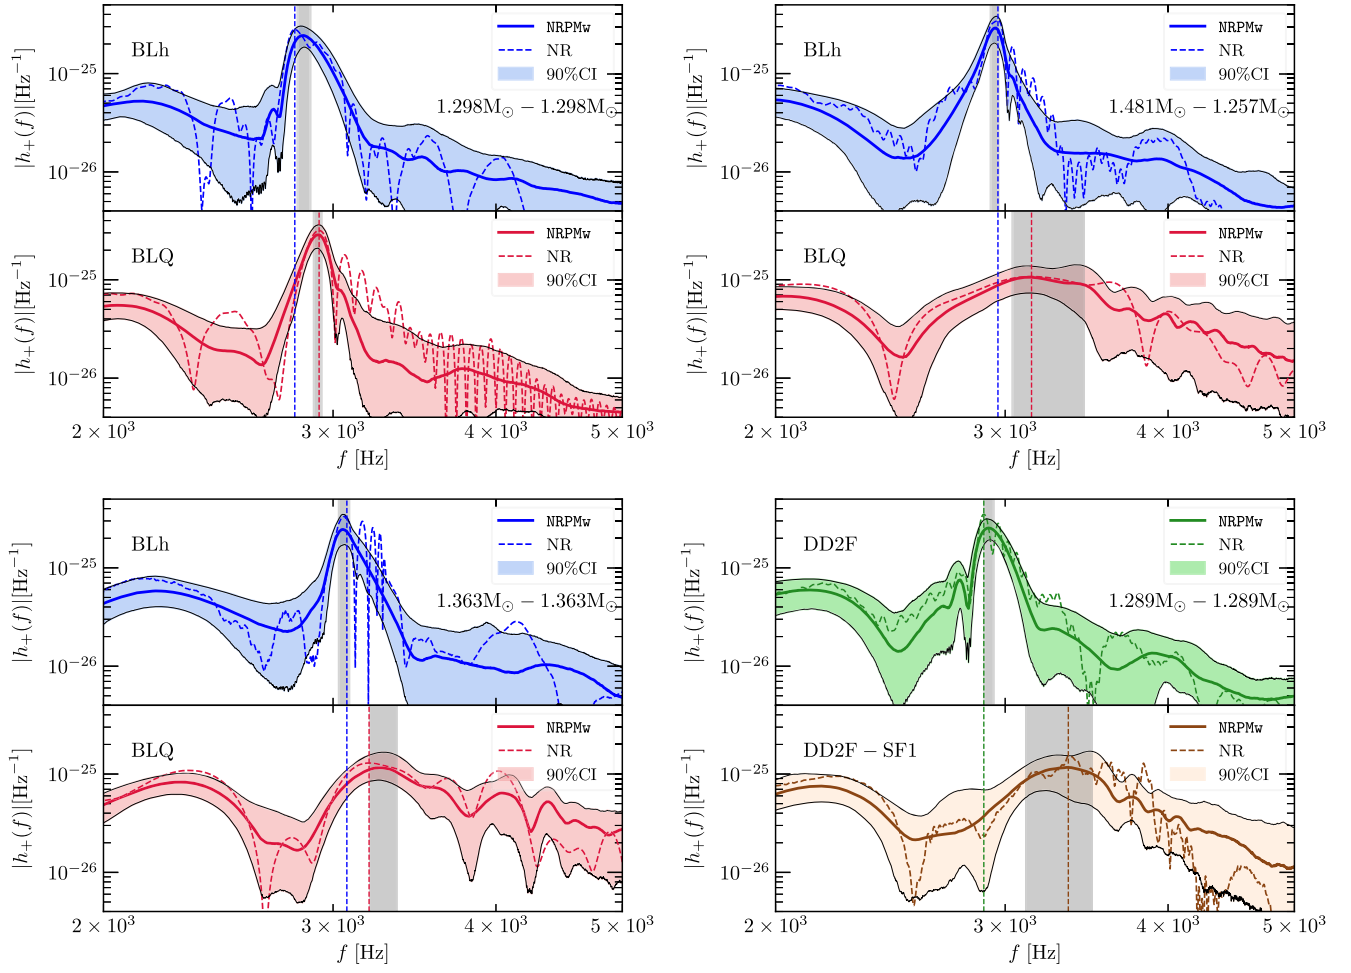 BLh
NRPMw
NR
90%CI
1.298M⊙ − 1.298M⊙
10⁻²⁵
10⁻²⁶
|h₊(f)|[Hz⁻¹]
BLQ
NRPMw
NR
90%CI
10⁻²⁵
10⁻²⁶
|h₊(f)|[Hz⁻¹]
2 × 10³
3 × 10³
4 × 10³
5 × 10³
f [Hz]
BLh
NRPMw
NR
90%CI
1.481M⊙ − 1.257M⊙
10⁻²⁵
10⁻²⁶
|h₊(f)|[Hz⁻¹]
BLQ
NRPMw
NR
90%CI
10⁻²⁵
10⁻²⁶
|h₊(f)|[Hz⁻¹]
2 × 10³
3 × 10³
4 × 10³
5 × 10³
f [Hz]
BLh
NRPMw
NR
90%CI
1.363M⊙ − 1.363M⊙
10⁻²⁵
10⁻²⁶
|h₊(f)|[Hz⁻¹]
BLQ
NRPMw
NR
90%CI
10⁻²⁵
10⁻²⁶
|h₊(f)|[Hz⁻¹]
2 × 10³
3 × 10³
4 × 10³
5 × 10³
f [Hz]
DD2F
NRPMw
NR
90%CI
1.289M⊙ − 1.289M⊙
10⁻²⁵
10⁻²⁶
|h₊(f)|[Hz⁻¹]
DD2F − SF1
NRPMw
NR
90%CI
10⁻²⁵
10⁻²⁶
|h₊(f)|[Hz⁻¹]
2 × 10³
3 × 10³
4 × 10³
5 × 10³
f [Hz]